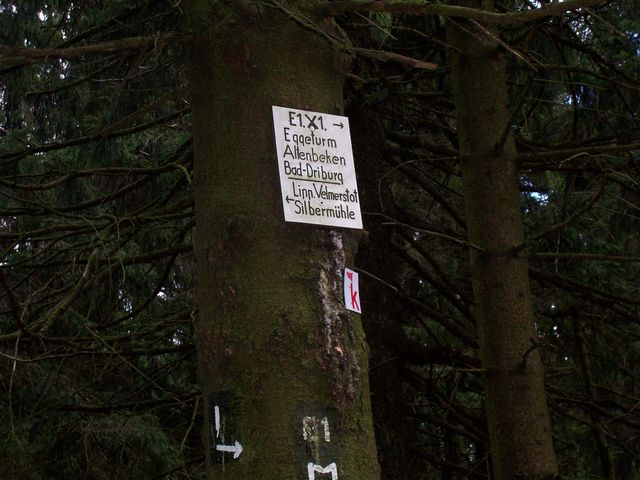 E1.X1. →
Eggeturm
Altenbeken
Bad-Driburg
Linn.Velmerstot
←Silbermühle
k